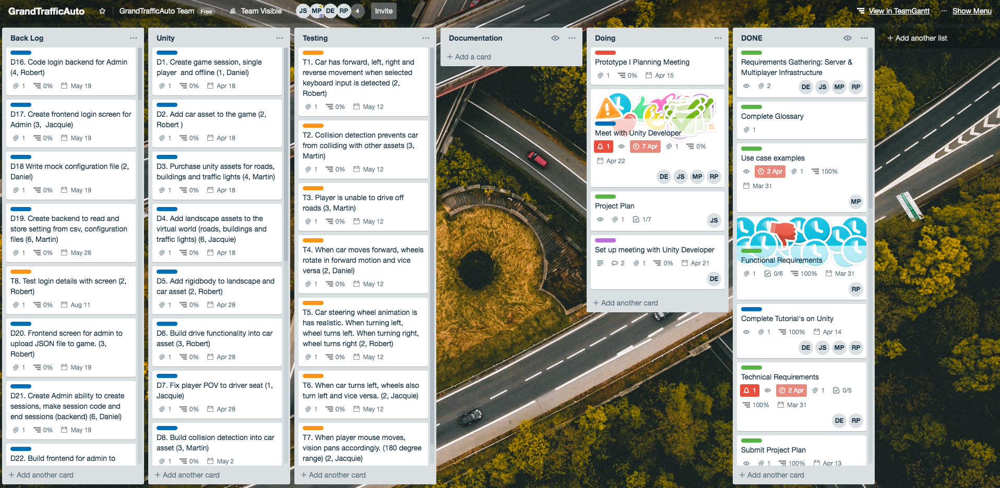 GrandTrafficAuto
GrandTrafficAuto Team Free
Team Visible
JS MP DE RP 4
Invite
View in TeamGantt
Show Menu
Back Log
D16. Code login backend for Admin
(4, Robert)
1 0% May 19
D17. Create frontend login screen for
Admin (3, Jacquie)
1 0% May 19
D18 Write mock configuration file (2,
Daniel)
1 0% May 19
D19. Create backend to read and
store setting from csv, configuration
files (6, Martin)
1 0% May 26
T8. Test login details with screen (2,
Robert)
1 0% Aug 11
D20. Frontend screen for admin to
upload JSON file to game. (3,
Robert)
1 0% May 19
D21. Create Admin ability to create
sessions, make session code and
end sessions (backend) (6, Daniel)
1 0% May 19
D22. Build frontend for admin to
+ Add another card
Unity
D1. Create game session, single
player and offline (1, Daniel)
1 0% Apr 18
D2. Add car asset to the game (2,
Robert )
1 0% Apr 18
D3. Purchase unity assets for roads,
buildings and traffic lights (4, Martin)
1 0% Apr 18
D4. Add landscape assets to the
virtual world (roads, buildings and
traffic lights) (6, Jacquie)
1 0% Apr 18
D5. Add rigidbody to landscape and
car asset (2, Robert)
1 0% Apr 28
D6. Build drive functionality into car
asset (3, Robert)
1 0% Apr 28
D7. Fix player POV to driver seat (1,
Jacquie)
1 0% Apr 28
D8. Build collision detection into car
asset (3, Martin)
1 0% May 2
+ Add another card
Testing
T1. Car has forward, left, right and
reverse movement when selected
keyboard input is detected (2,
Robert)
1 0% May 12
T2. Collision detection prevents car
from colliding with other assets (3,
Martin)
1 0% May 12
T3. Player is unable to drive off
roads (3, Martin)
1 0% May 12
T4. When car moves forward, wheels
rotate in forward motion and vice
versa (2, Daniel)
1 0% May 12
T5. Car steering wheel animation is
has realistic. When turning left,
wheel turns left. When turning right,
wheel turns right (2, Robert)
1 0% May 12
T6. When car turns left, wheels also
turn left and vice versa. (2, Jacquie)
1 0% May 12
T7. When player mouse moves,
vision pans accordingly. (180 degree
range) (2, Jacquie)
+ Add another card
Documentation
+ Add a card
Doing
Prototype I Planning Meeting
1 0% Apr 15
Meet with Unity Developer
1 7 Apr 1 0%
Apr 22
DE JS MP RP
Project Plan
1 1/7
JS
Set up meeting with Unity Developer
2 1 0% Apr 21
DE
+ Add another card
DONE
Requirements Gathering: Server &
Multiplayer Infrastructure
2 DE JS MP RP
Complete Glossary
1
Use case examples
2 Apr 1 100%
Mar 31
MP
Functional Requirements
1 0/6 100% Mar 31
RP
Complete Tutorial's on Unity
1 100% Apr 14
DE JS MP RP
Technical Requirements
1 2 Apr 1 0/5
100% Mar 31
DE RP
Submit Project Plan
1 100% Apr 13
+ Add another card
+ Add another list